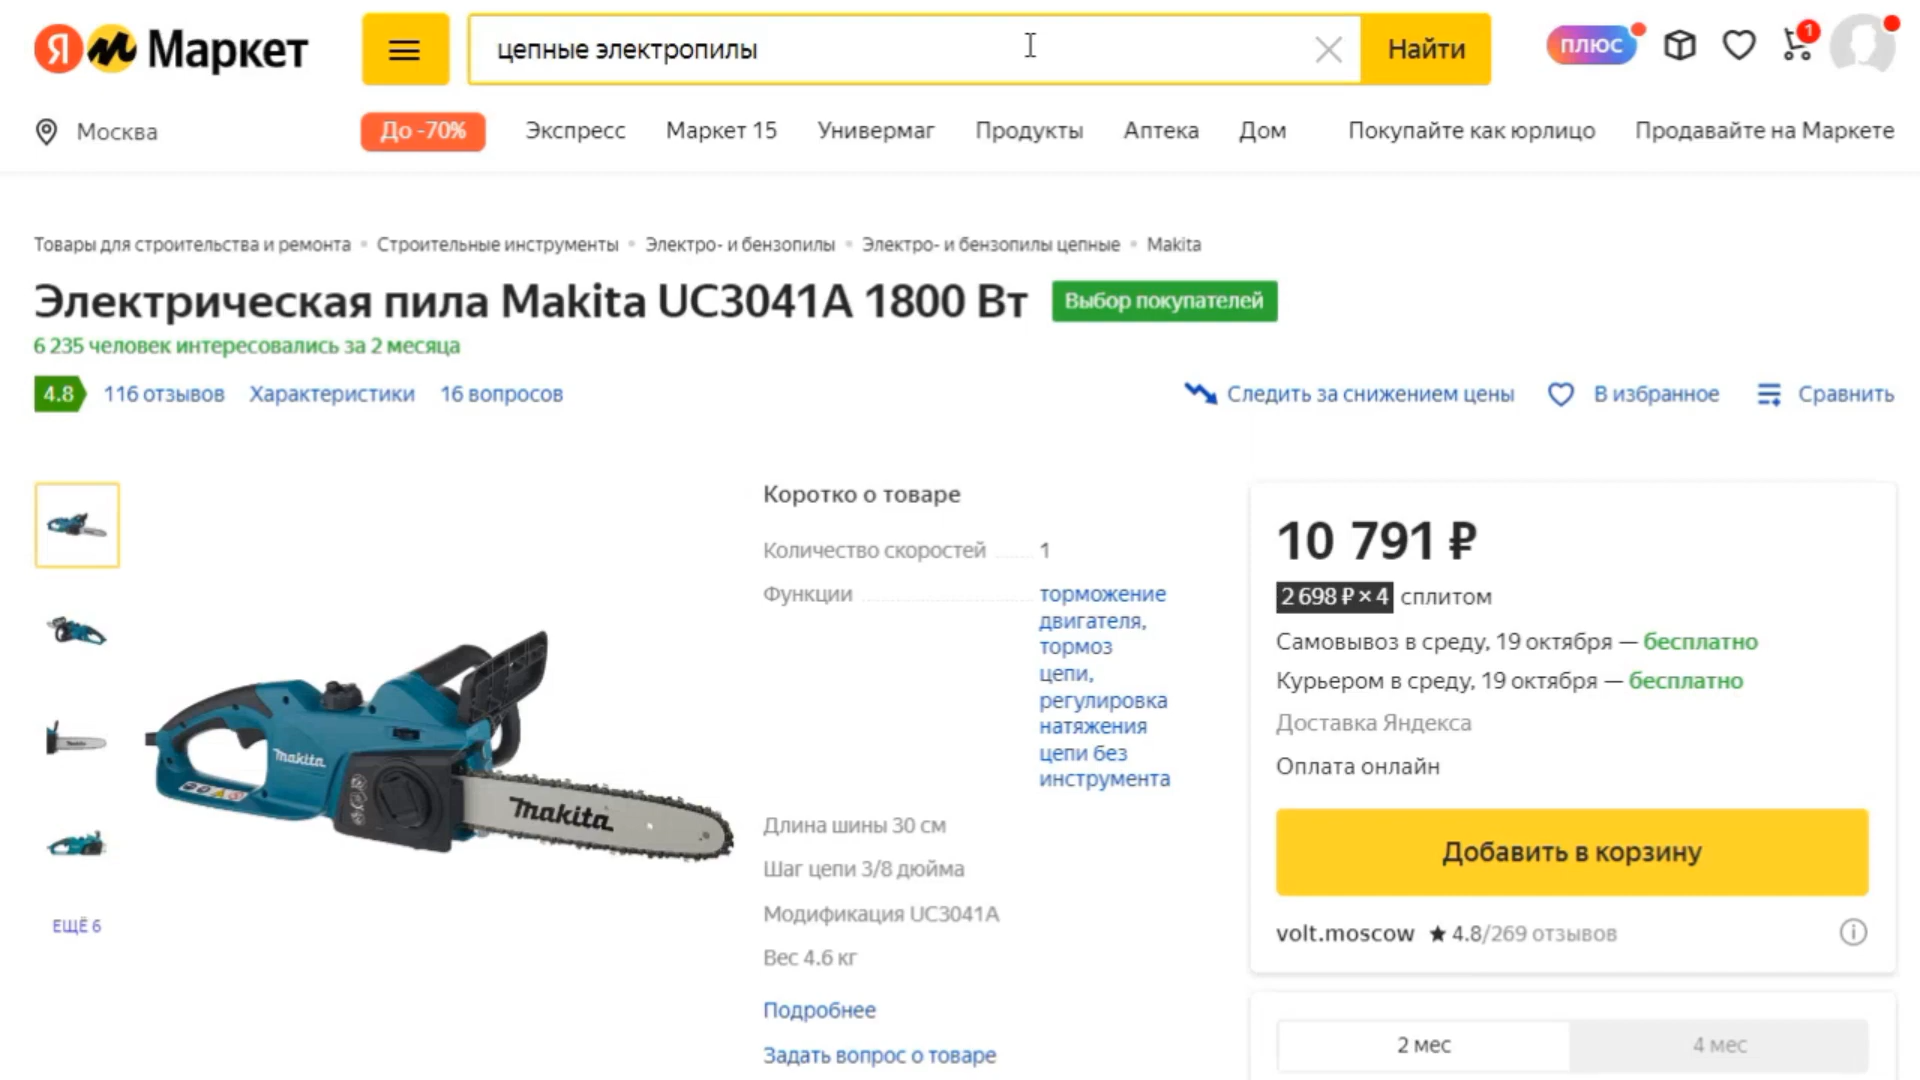 Я м Маркет
цепные электропилы
Найти
плюс
1
Москва
До -70%
Экспресс
Маркет 15
Универмаг
Продукты
Аптека
Дом
Покупайте как юрлицо
Продавайте на Маркете
Товары для строительства и ремонта • Строительные инструменты • Электро- и бензопилы • Электро- и бензопилы цепные • Makita
Электрическая пила Makita UC3041A 1800 Вт
Выбор покупателей
6 235 человек интересовались за 2 месяца
4.8
116 отзывов
Характеристики
16 вопросов
Следить за снижением цены
В избранное
Сравнить
ЕЩЁ 6
makita
makita
Коротко о товаре
Количество скоростей 1
Функции торможение
двигателя,
тормоз
цепи,
регулировка
натяжения
цепи без
инструмента
Длина шины 30 см
Шаг цепи 3/8 дюйма
Модификация UC3041A
Вес 4.6 кг
Подробнее
Задать вопрос о товаре
10 791 ₽
2 698 ₽ × 4 сплитом
Самовывоз в среду, 19 октября — бесплатно
Курьером в среду, 19 октября — бесплатно
Доставка Яндекса
Оплата онлайн
Добавить в корзину
volt.moscow ★ 4.8/269 отзывов
2 мес
4 мес